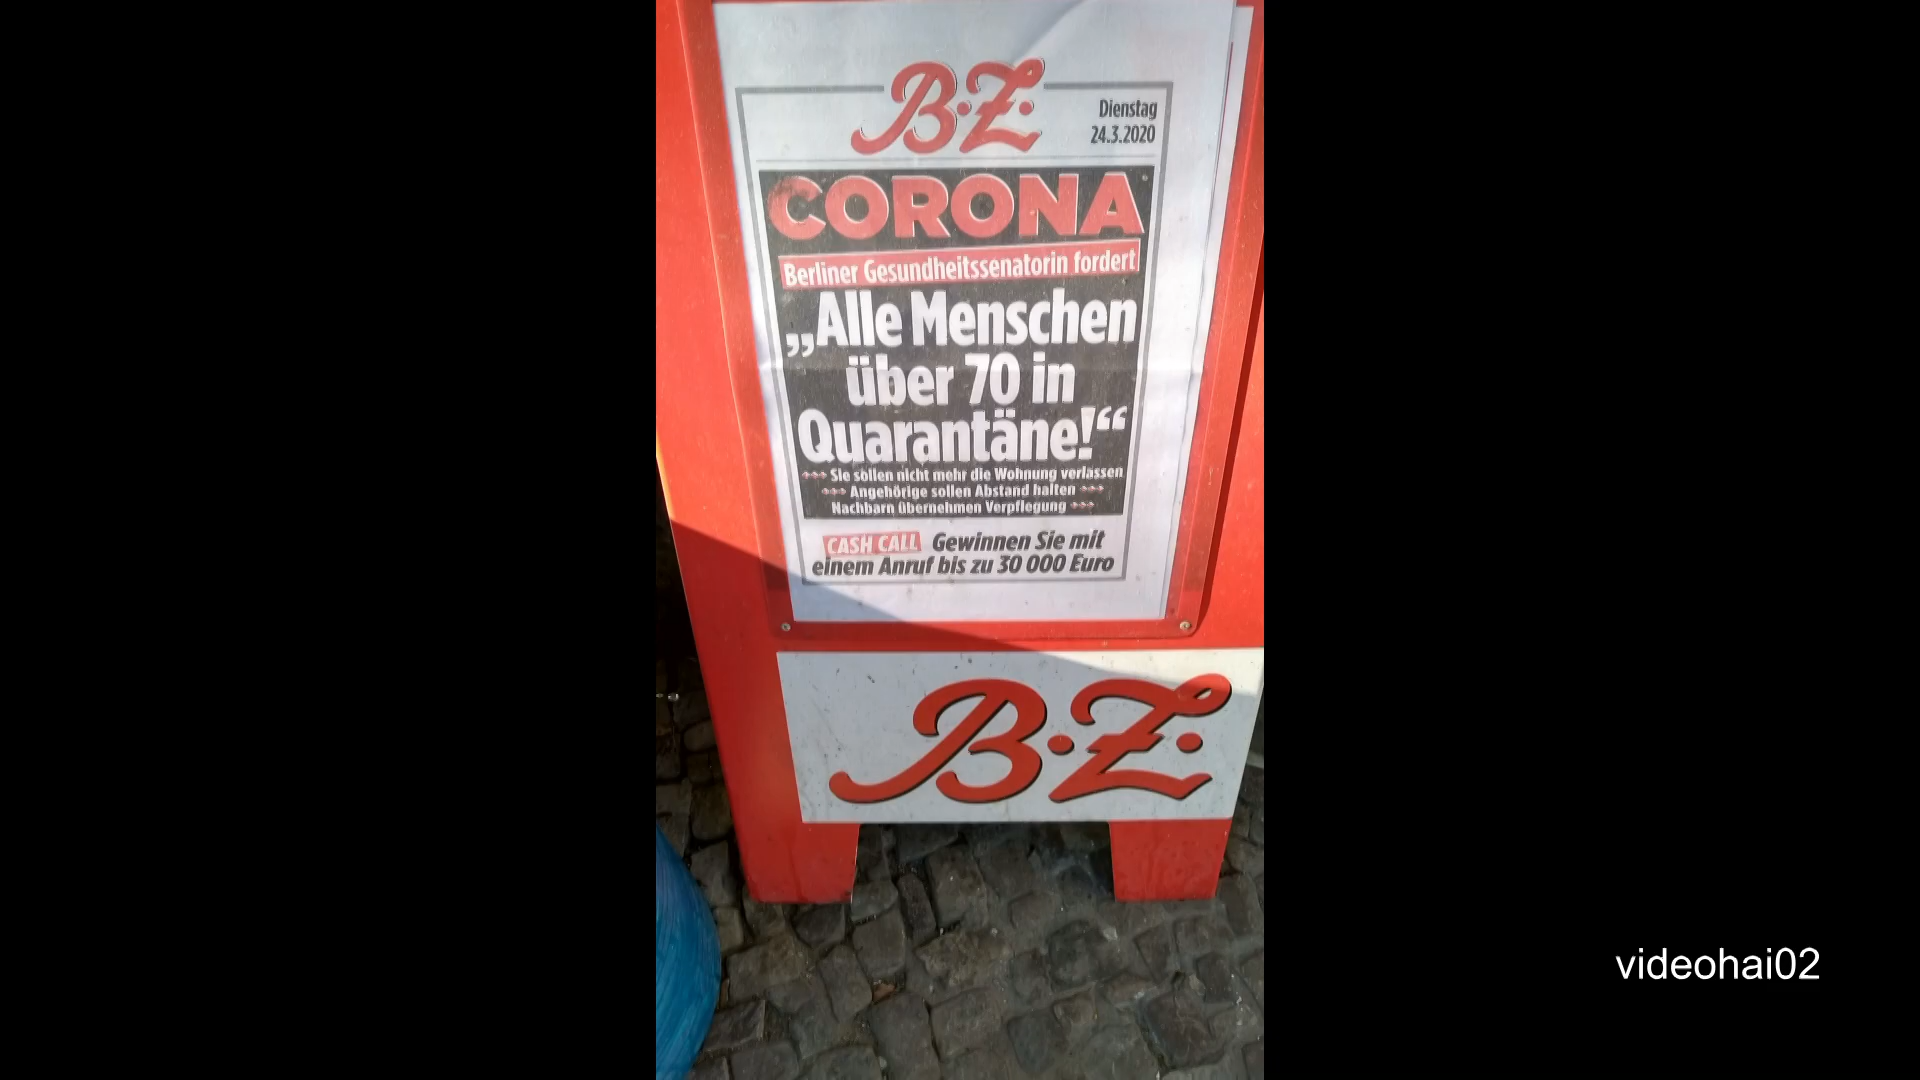 B.Z.
Dienstag
24.3.2020
CORONA
Berliner Gesundheitssenatorin fordert
„Alle Menschen
über 70 in
Quarantäne!“
Sie sollen nicht mehr die Wohnung verlassen
Angehörige sollen Abstand halten
Nachbarn übernehmen Verpflegung
CASH CALL Gewinnen Sie mit
einem Anruf bis zu 30 000 Euro
B.Z.
videohai02